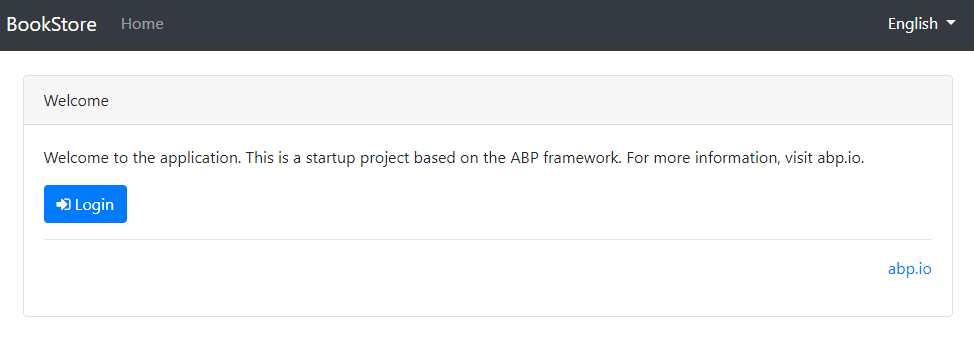 BookStore Home English
Welcome
Welcome to the application. This is a startup project based on the ABP framework. For more information, visit abp.io.
Login
abp.io